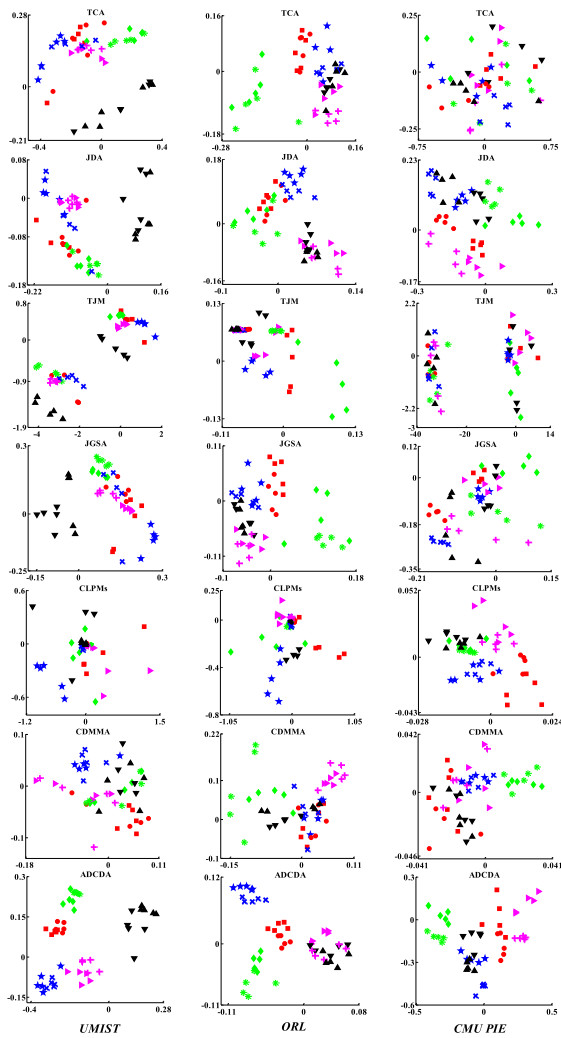 TCA TCA TCA
0.28 0.16 0.75
0 0 0
-0.21 -0.18 -0.25
-0.4 0 0.4 -0.28 0 0.16 -0.75 0 0.75
JDA JDA JDA
0.08 0.18 0.23
0 0 0
-0.08
-0.18 -0.16 -0.17
-0.22 0 0.16 -0.11 0 0.14 -0.3 0 0.3
TJM TJM TJM
0.8 0.13 2.2
0 0 0
-0.9 -2.2
-1.9 -0.13 -3
-4 -2 0 2 -0.11 0 0.13 -40 0 20
JGSA JGSA JGSA
0.3 0.11 0.12
0 0 0
-0.18
-0.25 -0.11 -0.35
-0.15 0 0.3 -0.1 0 0.18 -0.21 0 0.15
CLPMs CLPMs CLPMs
0.6 0.25 0.052
0 0 0
-0.4
-0.6 -0.8 -0.043
-1.2 0 1.5 -1.05 0 1.05 -0.028 0 0.024
CDMMA CDMMA CDMMA
0.14 0.22 0.042
0 0.1 0
-0.1 0
-0.1 -0.046
-0.18 0 0.11 -0.15 0 0.11 -0.041 0 0.041
ADCDA ADCDA ADCDA
0.3 0.12 0.3
0.15 0 0
0
-0.15 -0.11 -0.6
-0.4 0 0.28 -0.11 0 0.08 -0.5 0 0.5
UMIST ORL CMU PIE